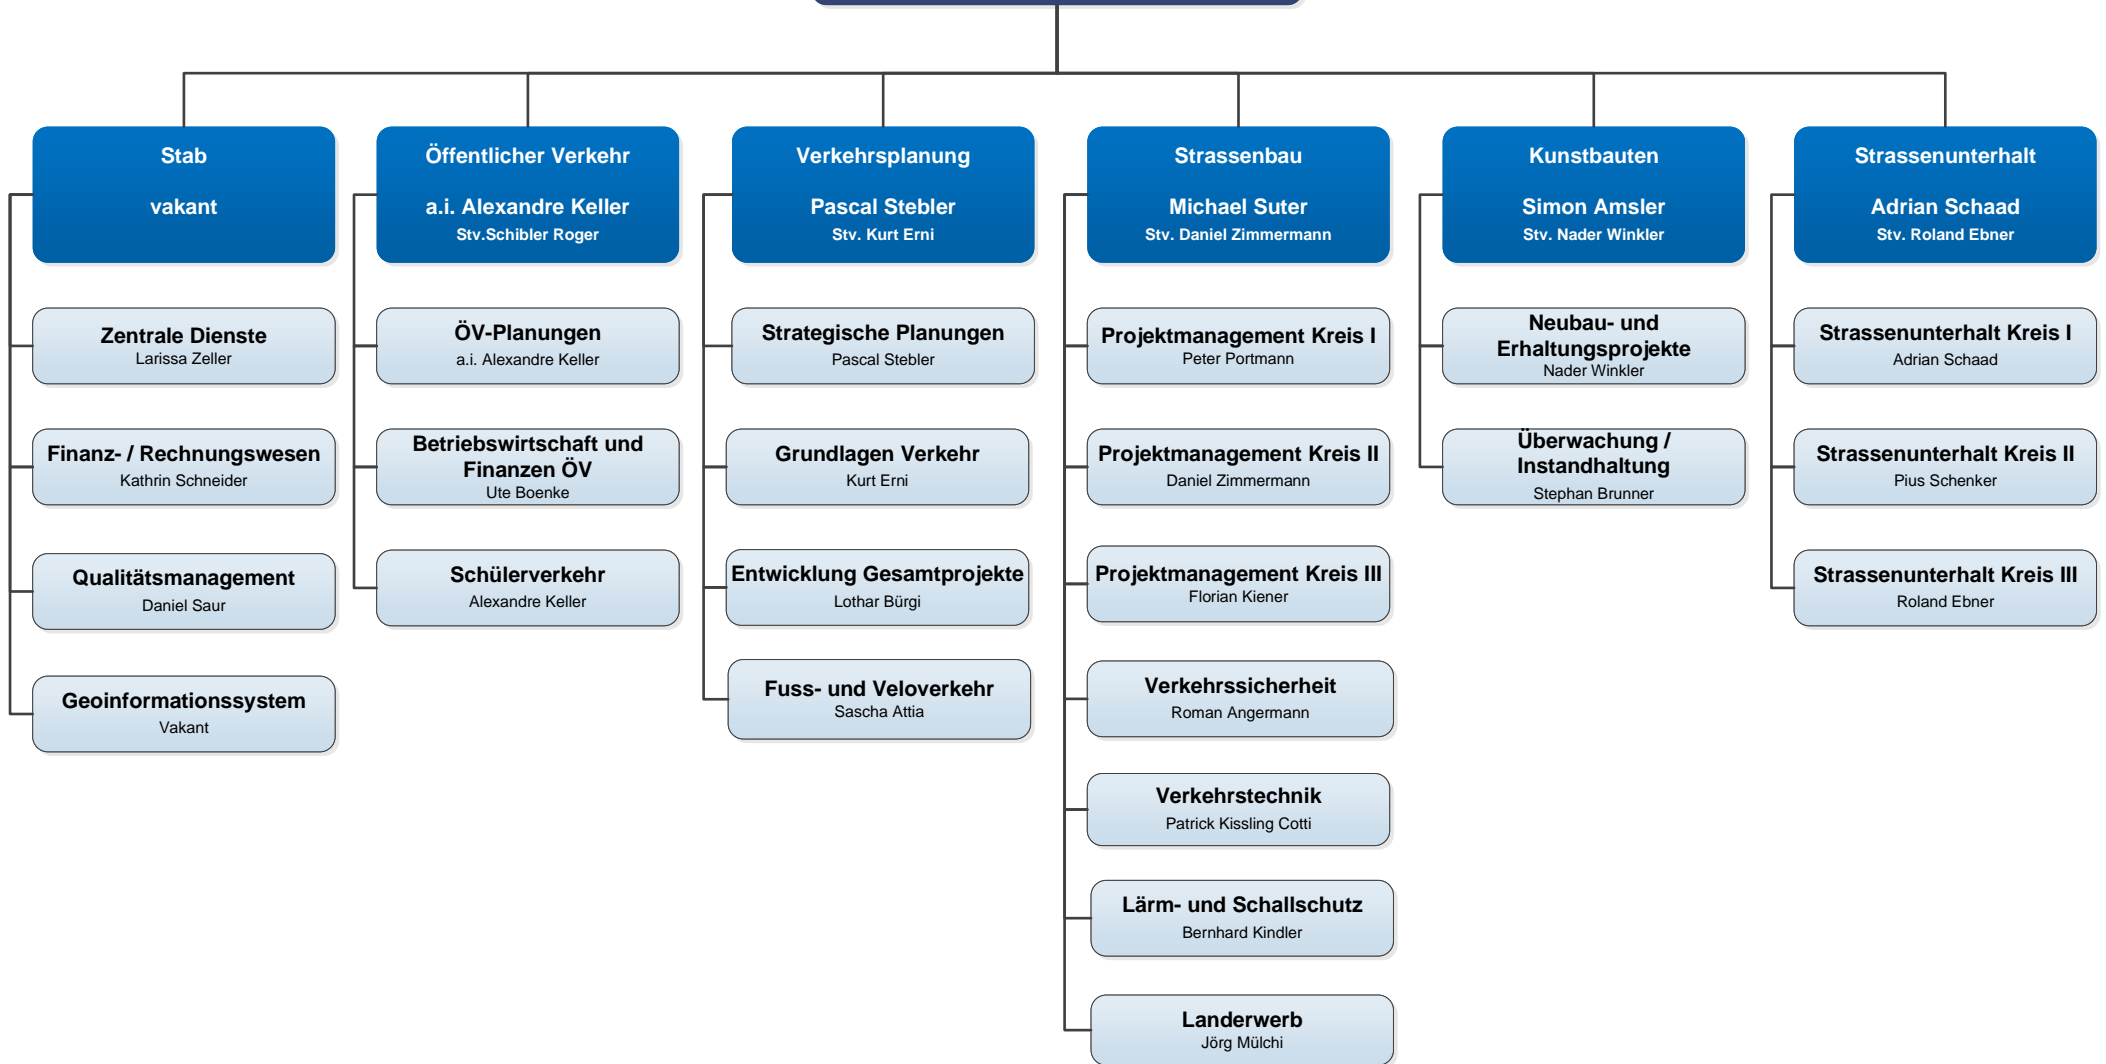 Stab
vakant
Zentrale Dienste
Larissa Zeller
Finanz- / Rechnungswesen
Kathrin Schneider
Qualitätsmanagement
Daniel Saur
Geoinformationssystem
Vakant
Öffentlicher Verkehr
a.i. Alexandre Keller
Stv.Schibler Roger
ÖV-Planungen
a.i. Alexandre Keller
Betriebswirtschaft und
Finanzen ÖV
Ute Boenke
Schülerverkehr
Alexandre Keller
Verkehrsplanung
Pascal Stebler
Stv. Kurt Erni
Strategische Planungen
Pascal Stebler
Grundlagen Verkehr
Kurt Erni
Entwicklung Gesamtprojekte
Lothar Bürgi
Fuss- und Veloverkehr
Sascha Attia
Strassenbau
Michael Suter
Stv. Daniel Zimmermann
Projektmanagement Kreis I
Peter Portmann
Projektmanagement Kreis II
Daniel Zimmermann
Projektmanagement Kreis III
Florian Kiener
Verkehrssicherheit
Roman Angermann
Verkehrstechnik
Patrick Kissling Cotti
Lärm- und Schallschutz
Bernhard Kindler
Landerwerb
Jörg Mülchi
Kunstbauten
Simon Amsler
Stv. Nader Winkler
Neubau- und
Erhaltungsprojekte
Nader Winkler
Überwachung /
Instandhaltung
Stephan Brunner
Strassenunterhalt
Adrian Schaad
Stv. Roland Ebner
Strassenunterhalt Kreis I
Adrian Schaad
Strassenunterhalt Kreis II
Pius Schenker
Strassenunterhalt Kreis III
Roland Ebner